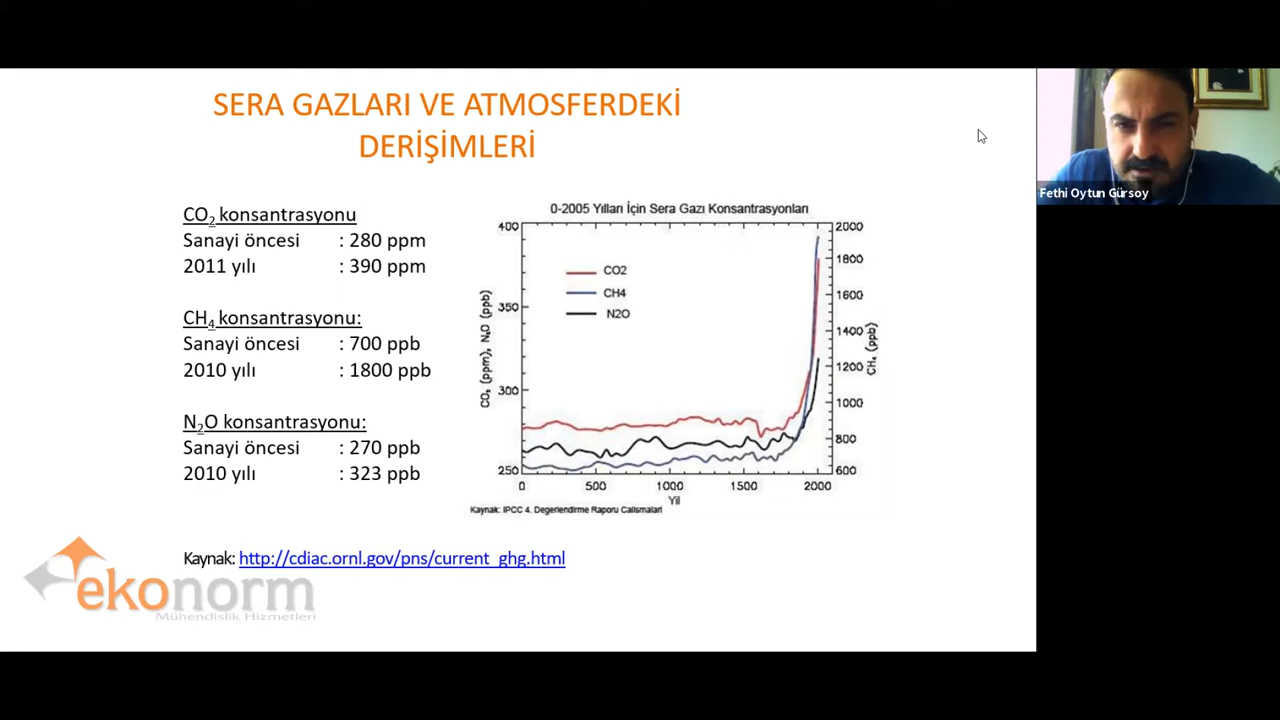 SERA GAZLARI VE ATMOSFERDEKİ
DERİŞİMLERİ
Fethi Oytun Gürsoy
CO2 konsantrasyonu
Sanayi öncesi : 280 ppm
2011 yılı : 390 ppm
CH4 konsantrasyonu:
Sanayi öncesi : 700 ppb
2010 yılı : 1800 ppb
N2O konsantrasyonu:
Sanayi öncesi : 270 ppb
2010 yılı : 323 ppb
0-2005 Yılları İçin Sera Gazı Konsantrasyonları
400
350
300
250
CO2 (ppm), N2O (ppb)
CO2
CH4
N2O
2000
1800
1600
1400
1200
1000
800
600
CH4 (ppb)
0 500 1000 1500 2000
Yil
Kaynak: IPCC 4. Degerlendirme Raporu Calismalari
Kaynak: http://cdiac.ornl.gov/pns/current_ghg.html
ekonorm
Mühendislik Hizmetleri